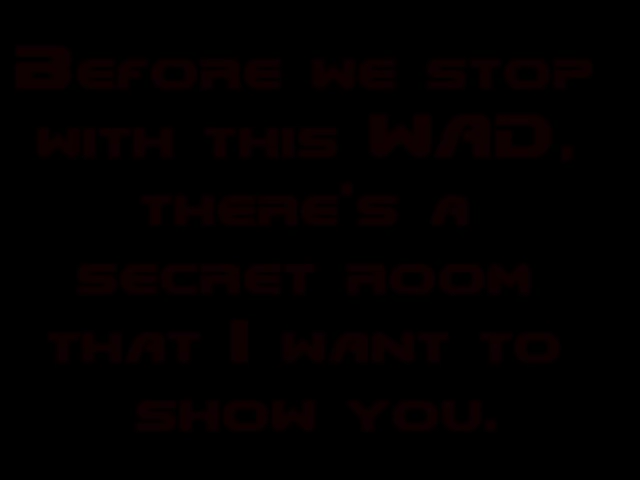 Before we stop
with this WAD,
there's a
secret room
that I want to
show you.